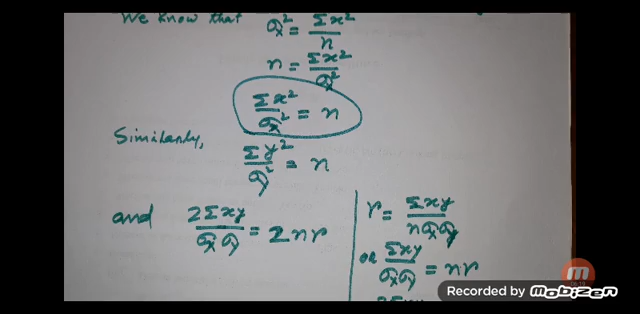 We know that σx² = Σx²/n
n = Σx²/σx²
Σx²/σx² = n
Similarly,
Σy²/σy² = n
and 2Σxy/σxσy = 2nr
r = Σxy/nσxσy
or Σxy/σxσy = nr
Recorded by Mobizen